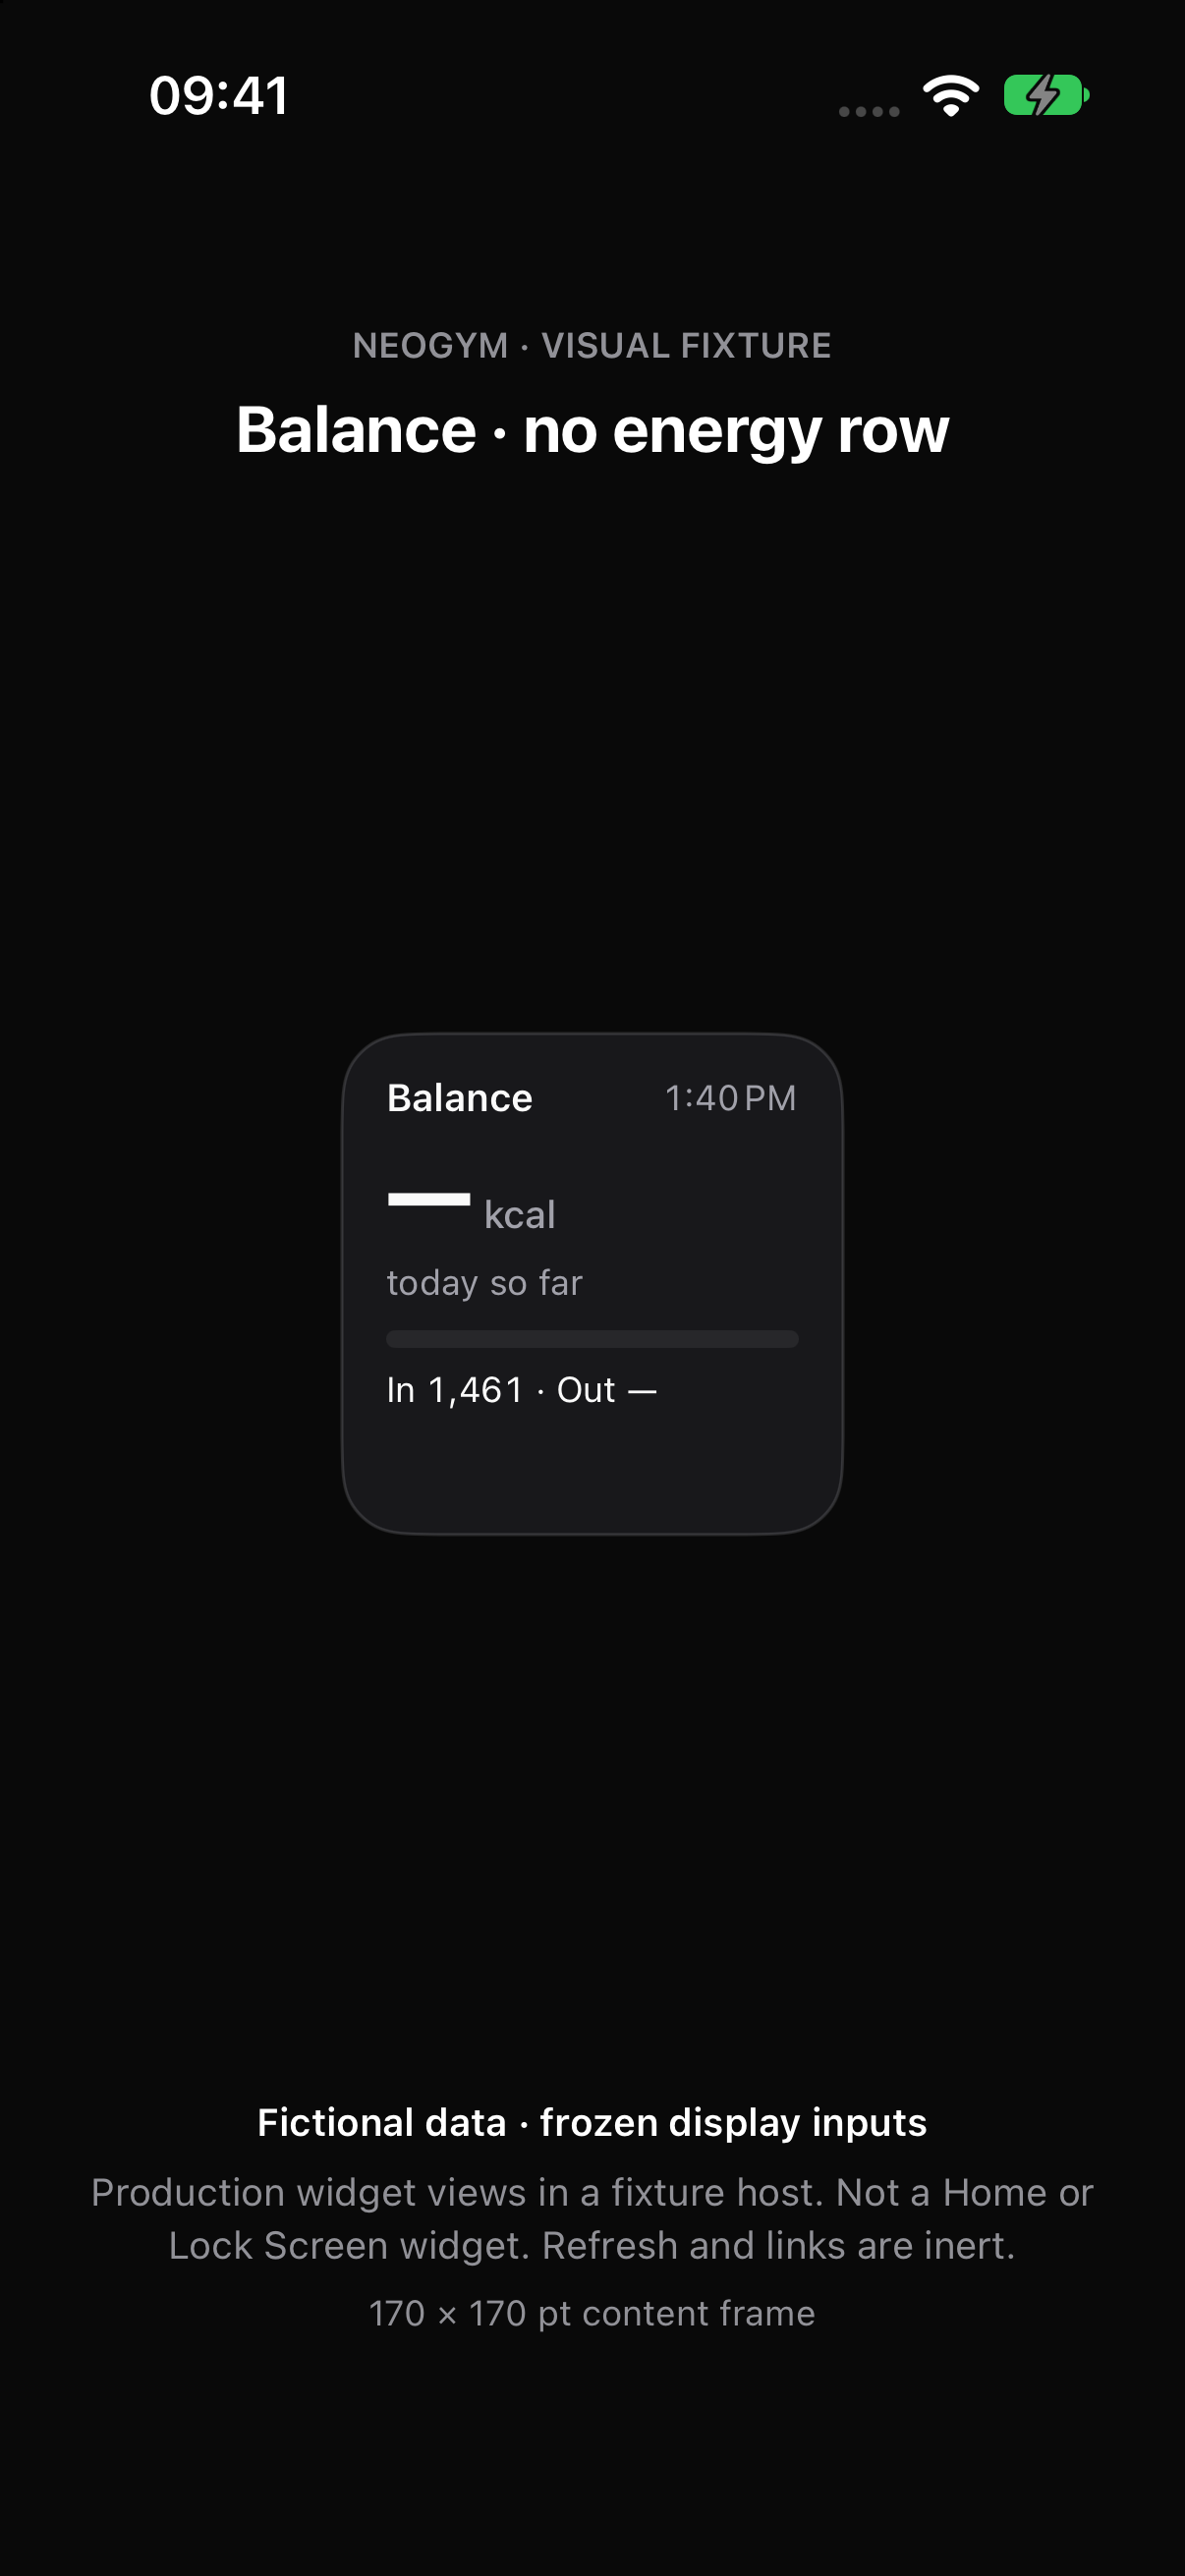 09:41
NEOGYM · VISUAL FIXTURE
Balance · no energy row
Balance 1:40 PM
— kcal
today so far
In 1,461 · Out —
Fictional data · frozen display inputs
Production widget views in a fixture host. Not a Home or
Lock Screen widget. Refresh and links are inert.
170 × 170 pt content frame